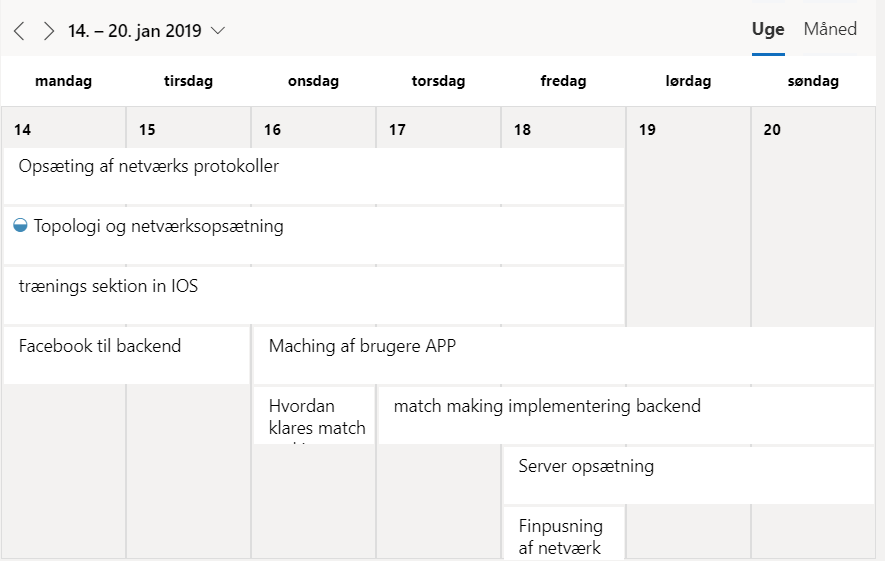 14. – 20. jan 2019
Uge Måned
mandag tirsdag onsdag torsdag fredag lørdag søndag
14 15 16 17 18 19 20
Opsæting af netværks protokoller
Topologi og netværksopsætning
trænings sektion in IOS
Facebook til backend
Maching af brugere APP
Hvordan
klares match
match making implementering backend
Server opsætning
Finpusning
af netværk